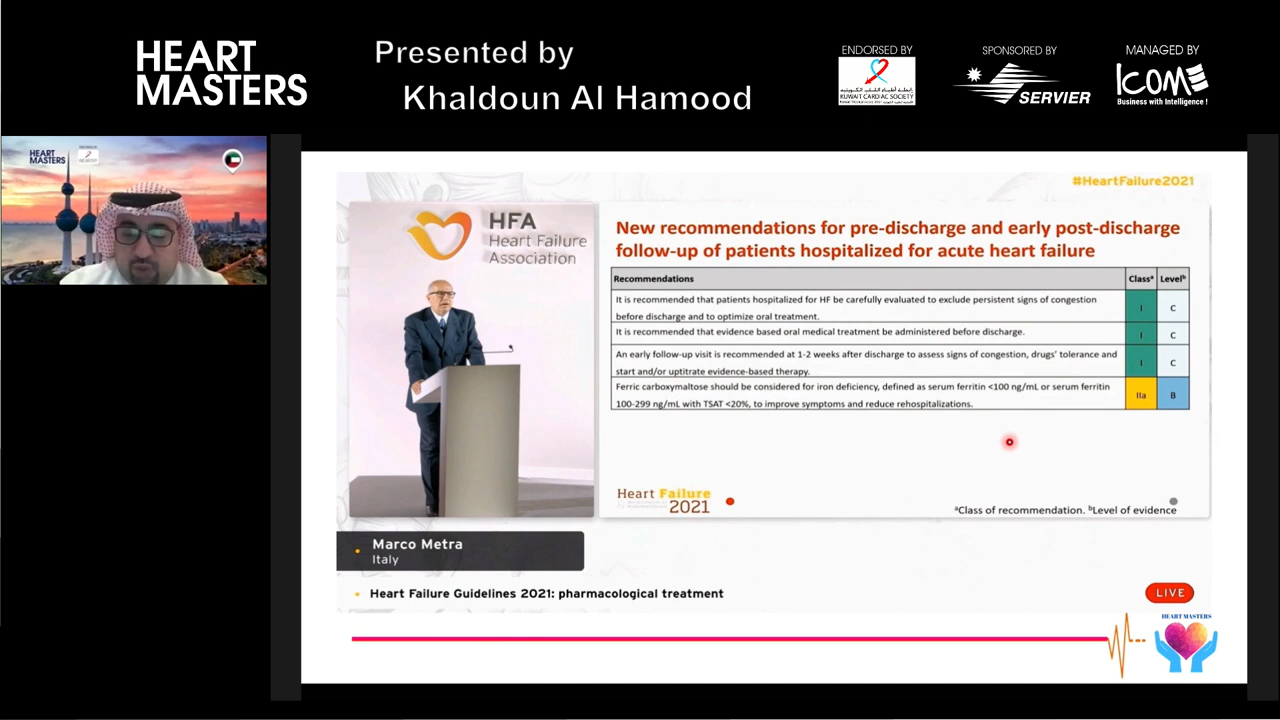 HEART
MASTERS
Presented by
Khaldoun Al Hamood
ENDORSED BY
KUWAIT CARDIAC SOCIETY
SPONSORED BY
SERVIER
MANAGED BY
ICOME
Business with Intelligence !
HEART
MASTERS
#HeartFailure2021
HFA
Heart Failure
Association
New recommendations for pre-discharge and early post-discharge
follow-up of patients hospitalized for acute heart failure
Recommendations Classᵃ Levelᵇ
It is recommended that patients hospitalized for HF be carefully evaluated to exclude persistent signs of congestion
before discharge and to optimize oral treatment. I C
It is recommended that evidence based oral medical treatment be administered before discharge. I C
An early follow-up visit is recommended at 1-2 weeks after discharge to assess signs of congestion, drugs' tolerance and
start and/or uptitrate evidence-based therapy. I C
Ferric carboxymaltose should be considered for iron deficiency, defined as serum ferritin <100 ng/mL or serum ferritin
100-299 ng/mL with TSAT <20%, to improve symptoms and reduce rehospitalizations. IIa B
Heart Failure
2021
ᵃClass of recommendation. ᵇLevel of evidence
Marco Metra
Italy
Heart Failure Guidelines 2021: pharmacological treatment
LIVE
HEART MASTERS